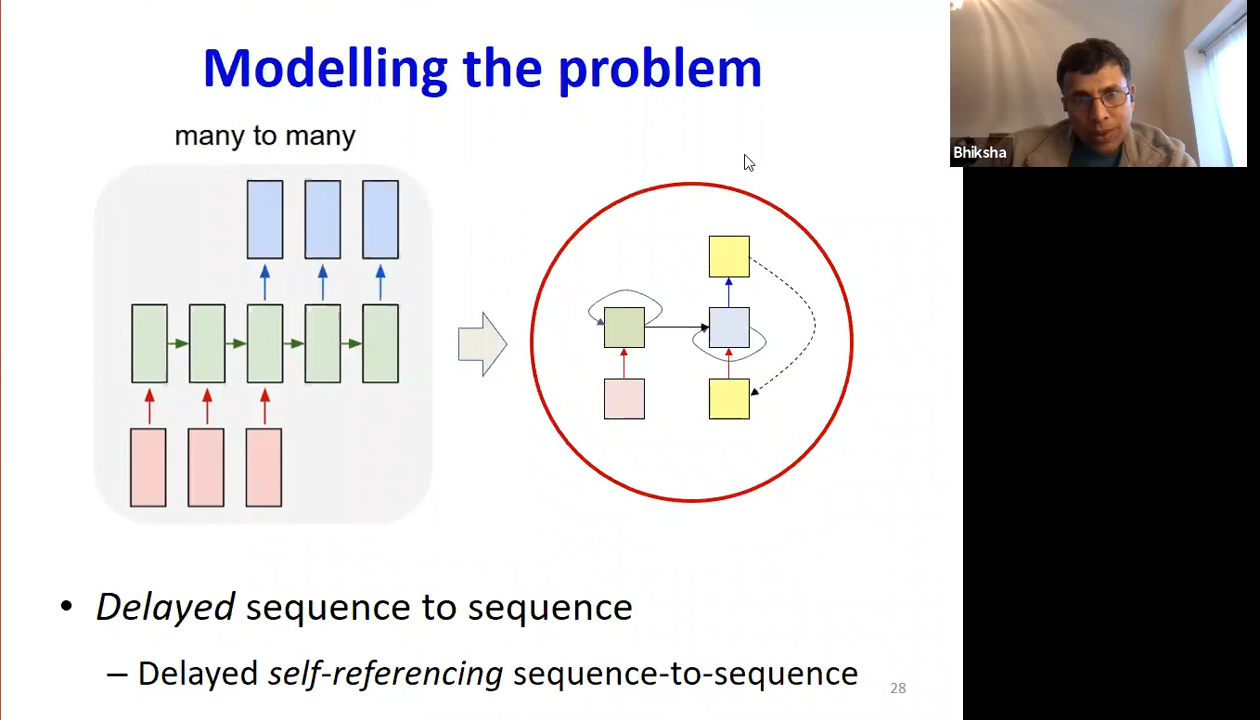 Modelling the problem
many to many
Bhiksha
• Delayed sequence to sequence
– Delayed self-referencing sequence-to-sequence
28